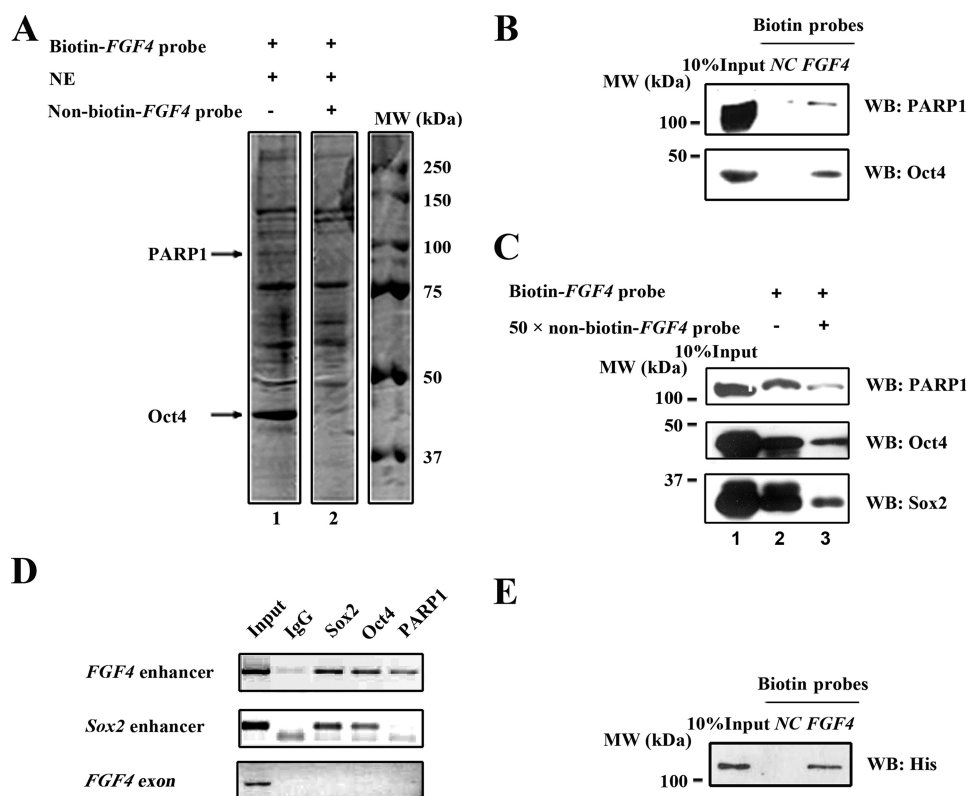 A
Biotin-FGF4 probe + +
NE + +
Non-biotin-FGF4 probe - +
MW (kDa)
250
150
PARP1
100
75
50
Oct4
37
1 2
B
Biotin probes
10%Input NC FGF4
MW (kDa)
100
WB: PARP1
50
WB: Oct4
C
Biotin-FGF4 probe + +
50 × non-biotin-FGF4 probe - +
10%Input
MW (kDa)
100
WB: PARP1
50
WB: Oct4
37
WB: Sox2
1 2 3
D
Input IgG Sox2 Oct4 PARP1
FGF4 enhancer
Sox2 enhancer
FGF4 exon
E
Biotin probes
10%Input NC FGF4
MW (kDa)
100
WB: His